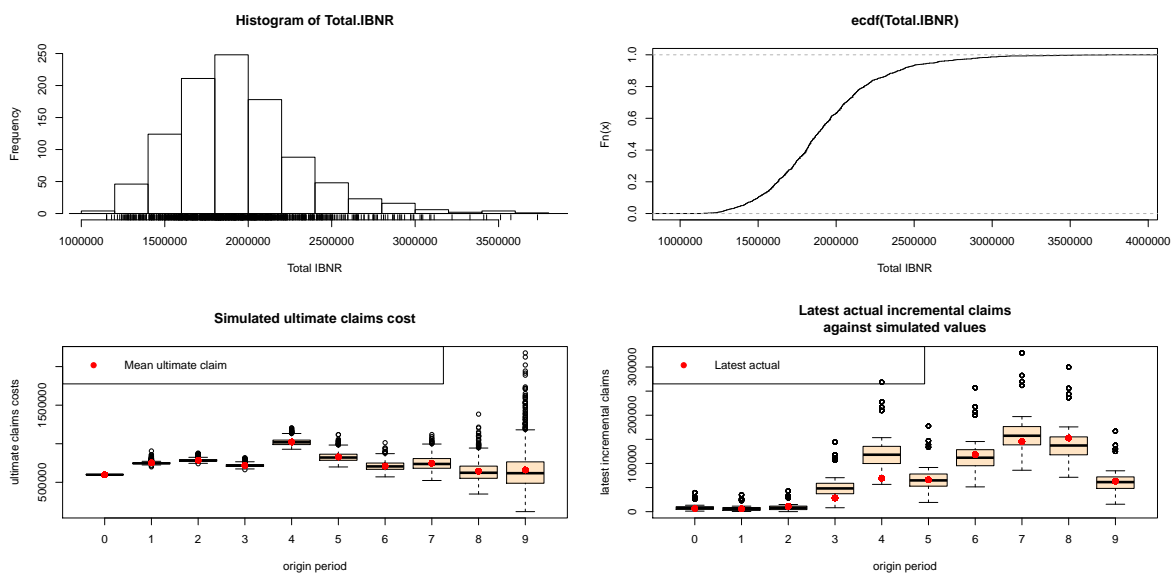 Histogram of Total.IBNR
Frequency
250
200
150
100
50
0
1000000 1500000 2000000 2500000 3000000 3500000
Total IBNR
ecdf(Total.IBNR)
Fn(x)
1.0
0.8
0.6
0.4
0.2
0.0
1000000 1500000 2000000 2500000 3000000 3500000 4000000
Total IBNR
Simulated ultimate claims cost
Mean ultimate claim
ultimate claims costs
1500000
500000
0 1 2 3 4 5 6 7 8 9
origin period
Latest actual incremental claims
against simulated values
Latest actual
latest incremental claims
300000
200000
100000
0
0 1 2 3 4 5 6 7 8 9
origin period